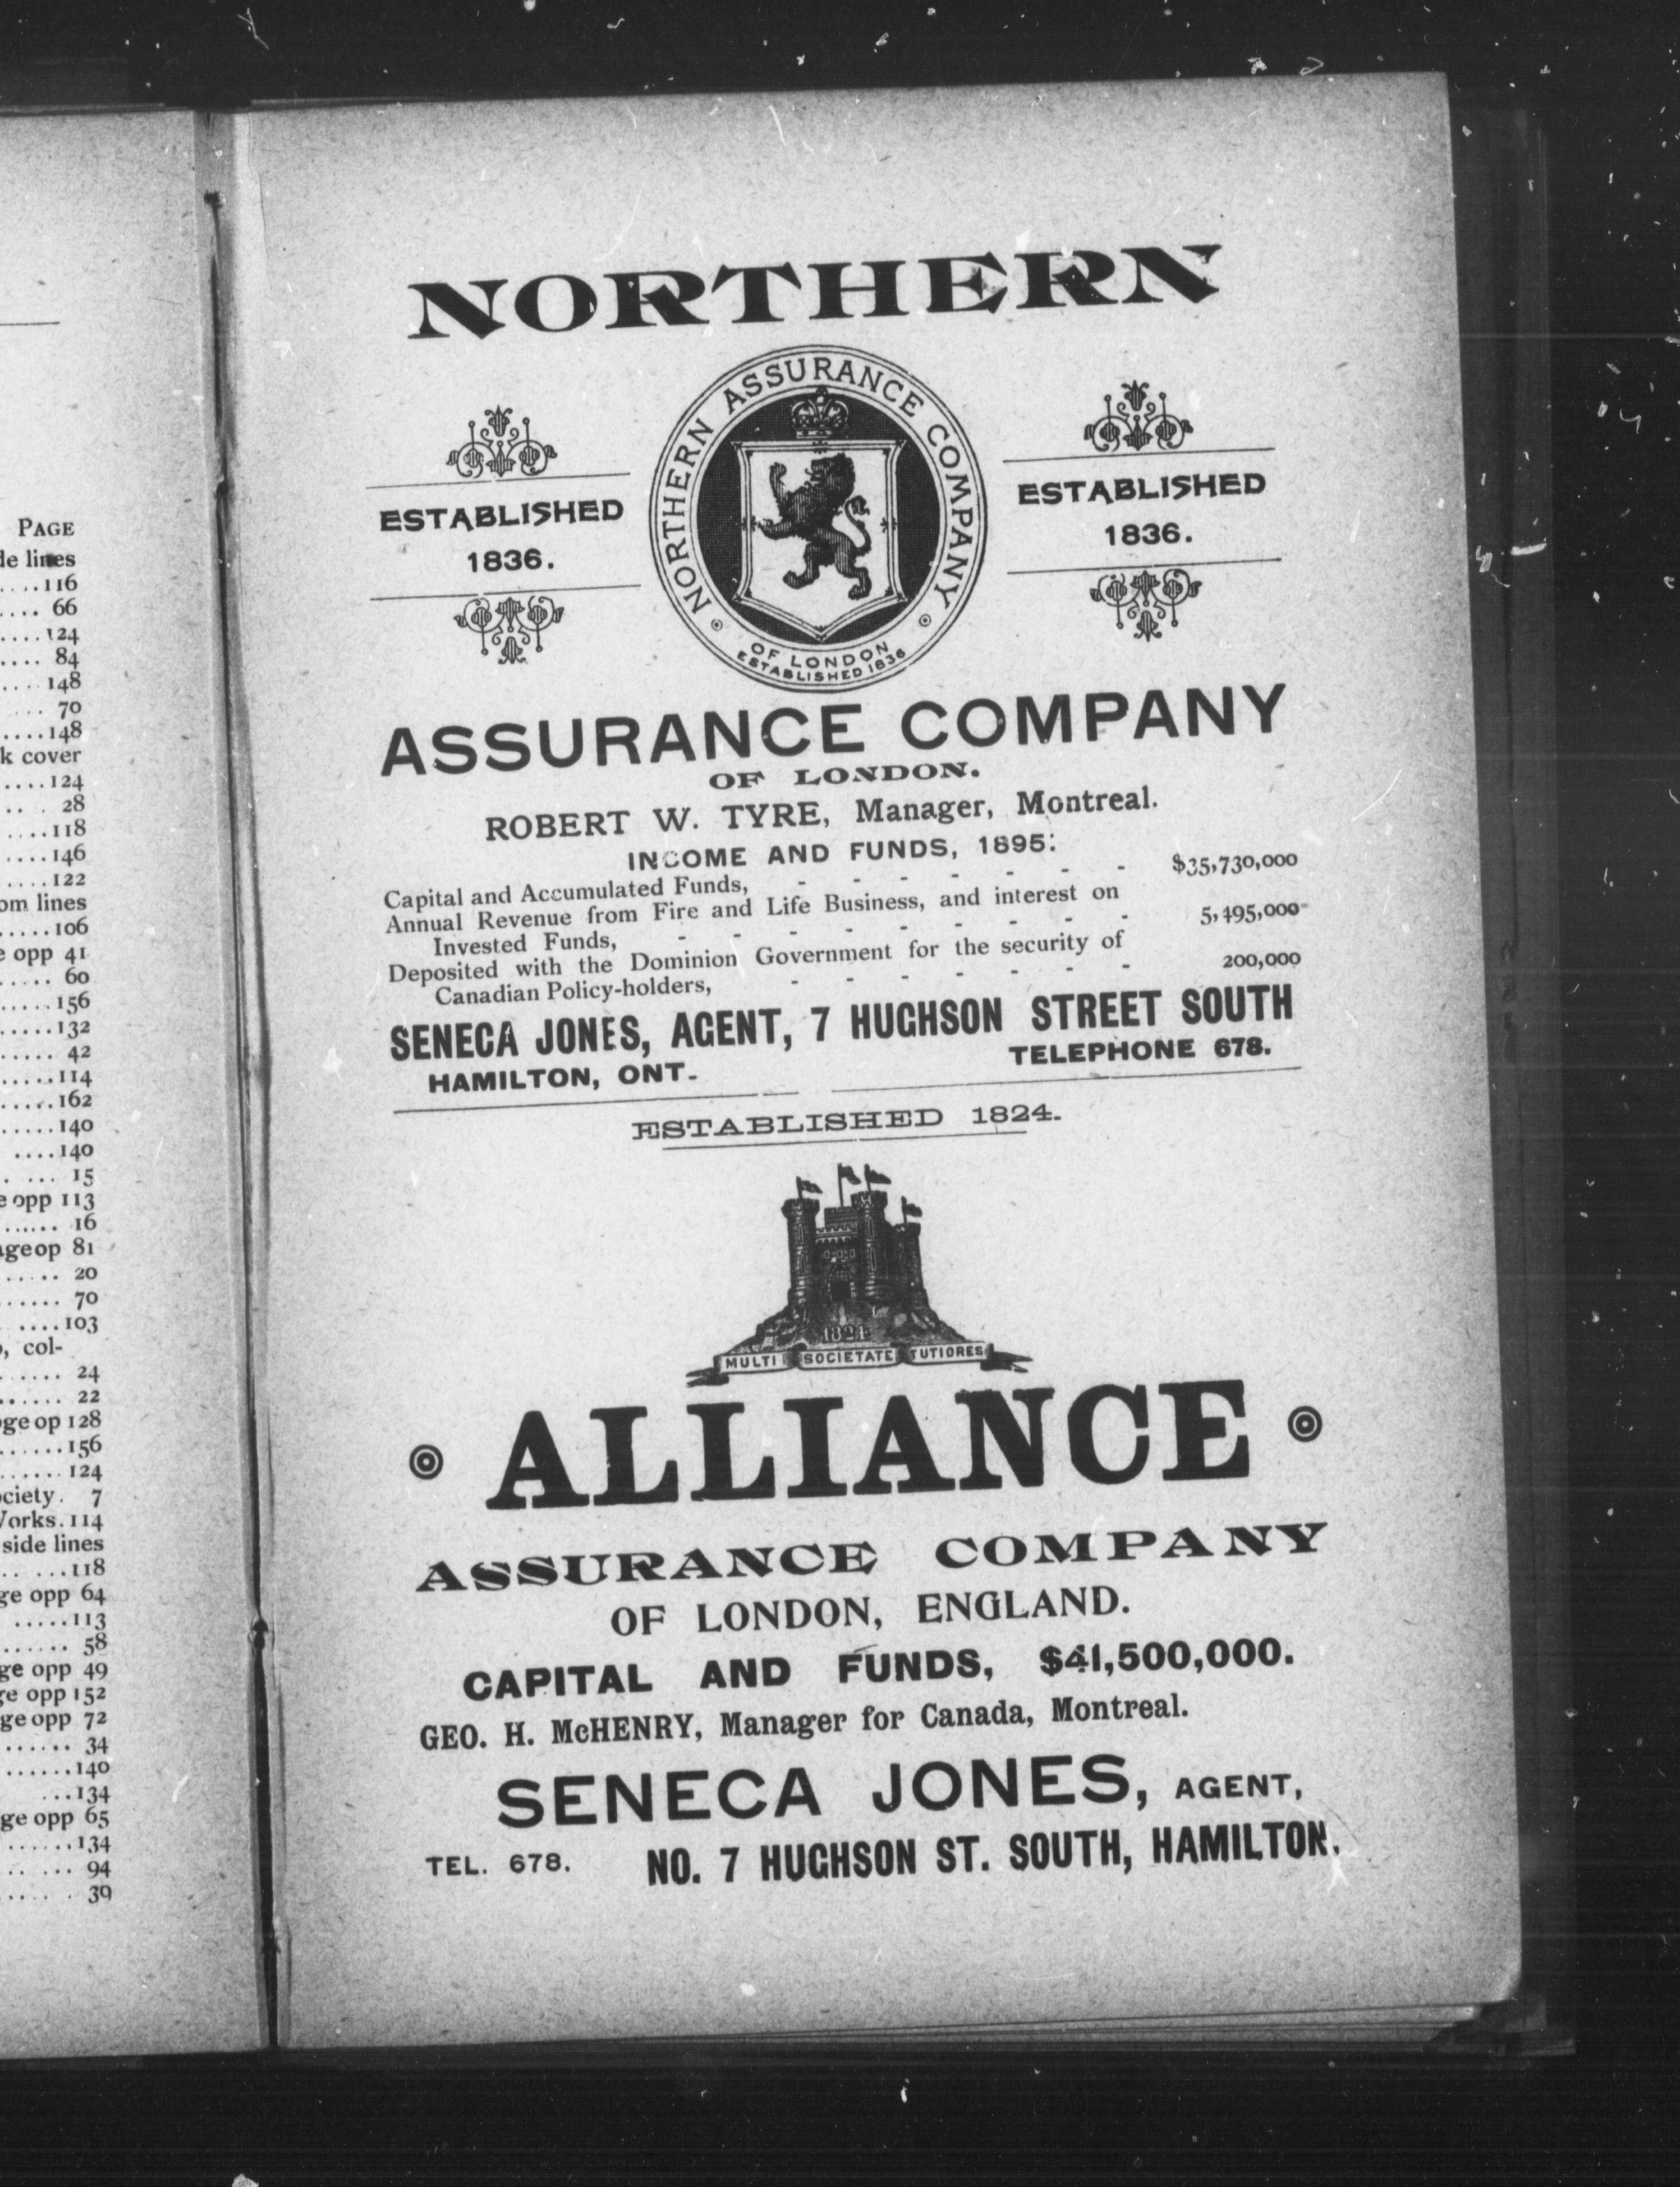 PAGE
de lines
....116
.... 66
....124
.... 84
....148
... 70
....148
k cover
....124
.. . 28
....118
....146
....122
om lines
.....106
e opp 41
..... 60
.....156
.....132
..... 42
.....114
.....162
.....140
....140
. ... 15
e opp 113
...... 16
ageop 81
..... 20
...... 70
....103
, col-
...... 24
...... 22
ge op 128
......156
......124
ciety. 7
Works. 114
side lines
.. ...118
ge opp 64
.....113
...... 58
ge opp 49
ge opp 152
ge opp 72
...... 34
......140
...134
ge opp 65
......134
.. ... 94
.... . 39
NORTHERN
NORTHERN ASSURANCE COMPANY
OF LONDON
ESTABLISHED 1836
ESTABLISHED
1836.
ESTABLISHED
1836.
ASSURANCE COMPANY
OF LONDON.
ROBERT W. TYRE, Manager, Montreal.
INCOME AND FUNDS, 1895:
Capital and Accumulated Funds, - - - - - - - $35,730,000
Annual Revenue from Fire and Life Business, and interest on
Invested Funds, - - - - - - - - - 5,495,000
Deposited with the Dominion Government for the security of
Canadian Policy-holders, - - - - - - - 200,000
SENECA JONES, AGENT, 7 HUGHSON STREET SOUTH
HAMILTON, ONT. TELEPHONE 678.
ESTABLISHED 1824.
1824
MULTI SOCIETATE TUTIORES
ALLIANCE
ASSURANCE COMPANY
OF LONDON, ENGLAND.
CAPITAL AND FUNDS, $41,500,000.
GEO. H. McHENRY, Manager for Canada, Montreal.
SENECA JONES, AGENT,
TEL. 678. NO. 7 HUGHSON ST. SOUTH, HAMILTON.